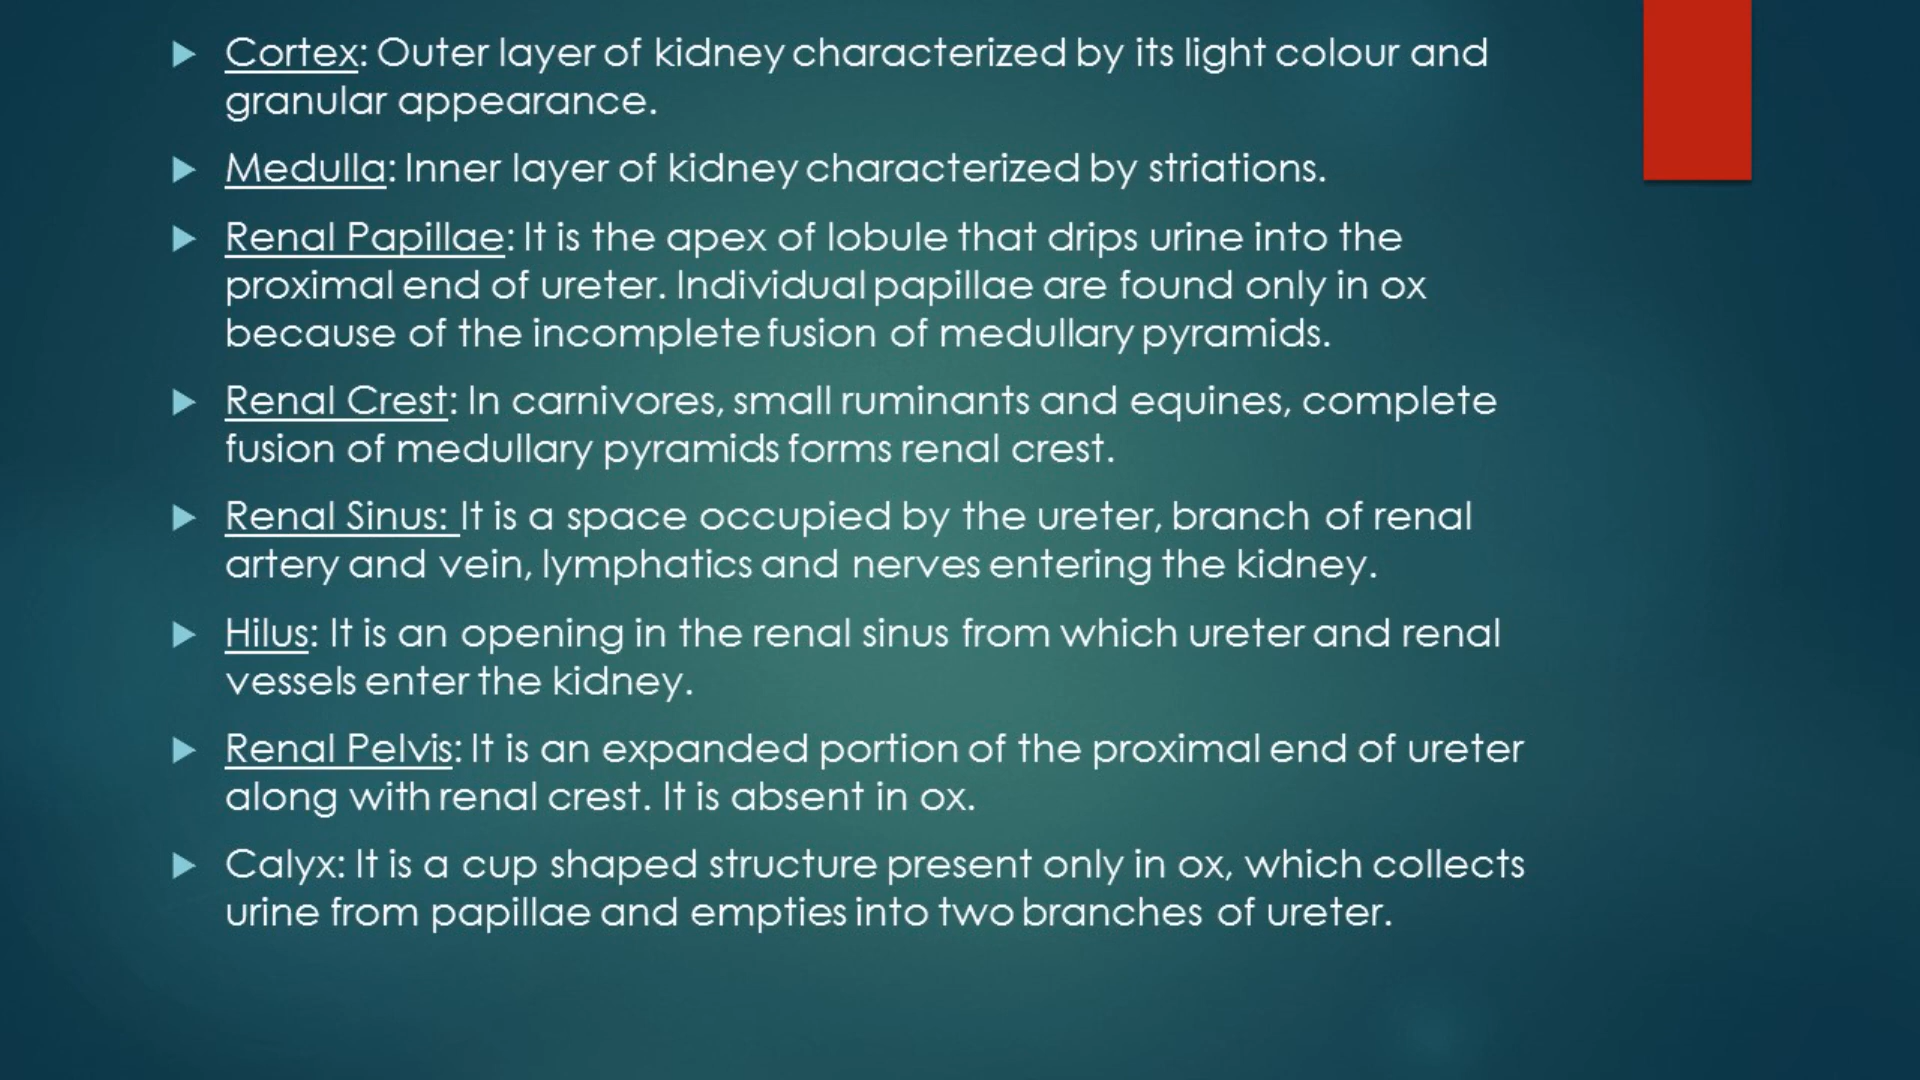 Cortex: Outer layer of kidney characterized by its light colour and
granular appearance.
Medulla: Inner layer of kidney characterized by striations.
Renal Papillae: It is the apex of lobule that drips urine into the
proximal end of ureter. Individual papillae are found only in ox
because of the incomplete fusion of medullary pyramids.
Renal Crest: In carnivores, small ruminants and equines, complete
fusion of medullary pyramids forms renal crest.
Renal Sinus: It is a space occupied by the ureter, branch of renal
artery and vein, lymphatics and nerves entering the kidney.
Hilus: It is an opening in the renal sinus from which ureter and renal
vessels enter the kidney.
Renal Pelvis: It is an expanded portion of the proximal end of ureter
along with renal crest. It is absent in ox.
Calyx: It is a cup shaped structure present only in ox, which collects
urine from papillae and empties into two branches of ureter.